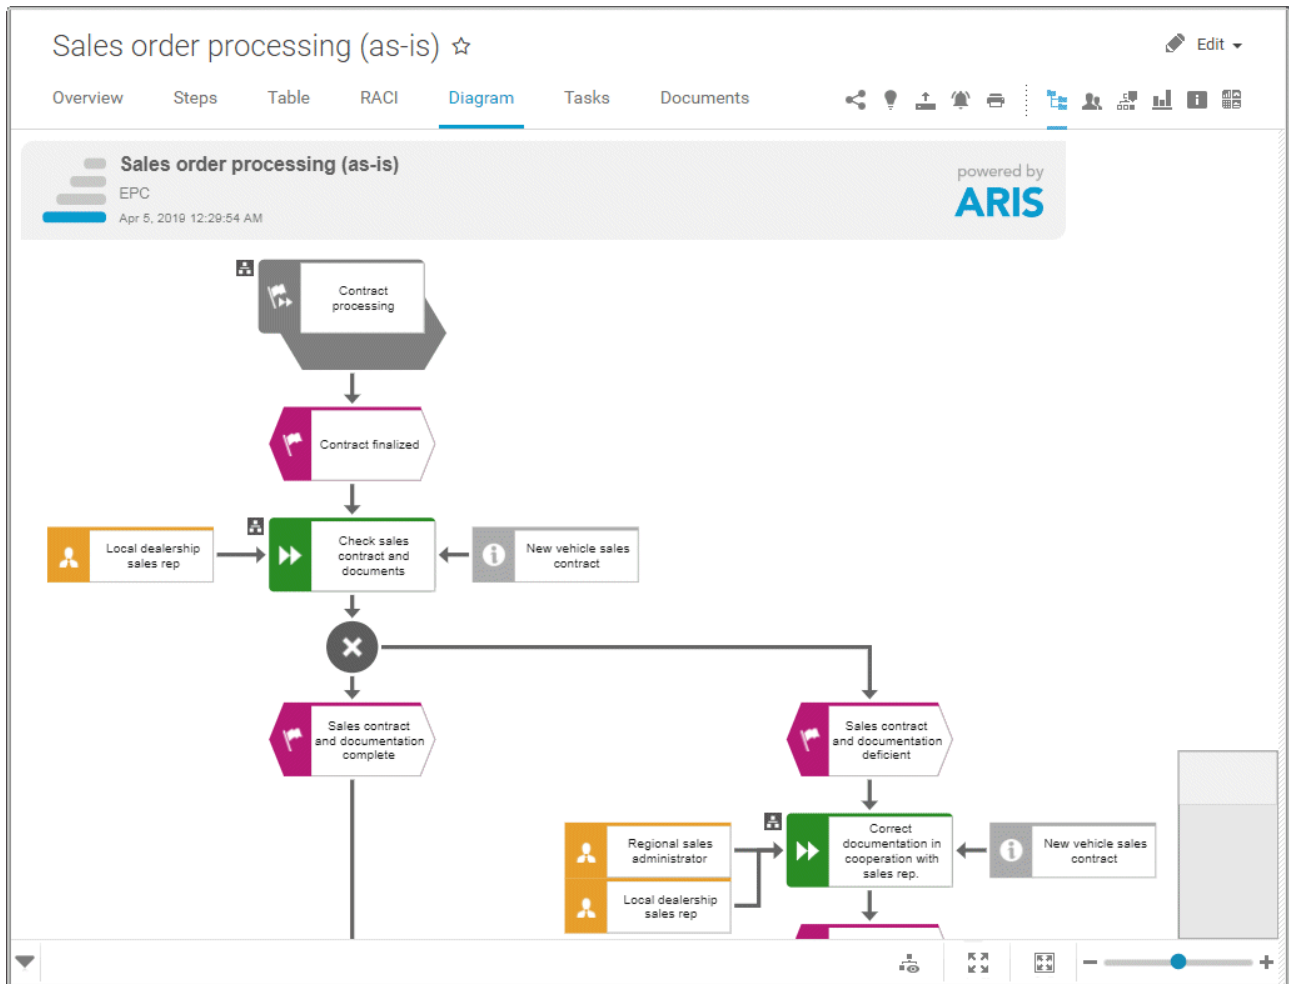 Sales order processing (as-is)
Edit
Overview Steps Table RACI Diagram Tasks Documents
Sales order processing (as-is)
EPC
Apr 5, 2019 12:29:54 AM
powered by
ARIS
Contract
processing
Contract finalized
Local dealership
sales rep
Check sales
contract and
documents
New vehicle sales
contract
Sales contract
and documentation
complete
Sales contract
and documentation
deficient
Regional sales
administrator
Local dealership
sales rep
Correct
documentation in
cooperation with
sales rep.
New vehicle sales
contract